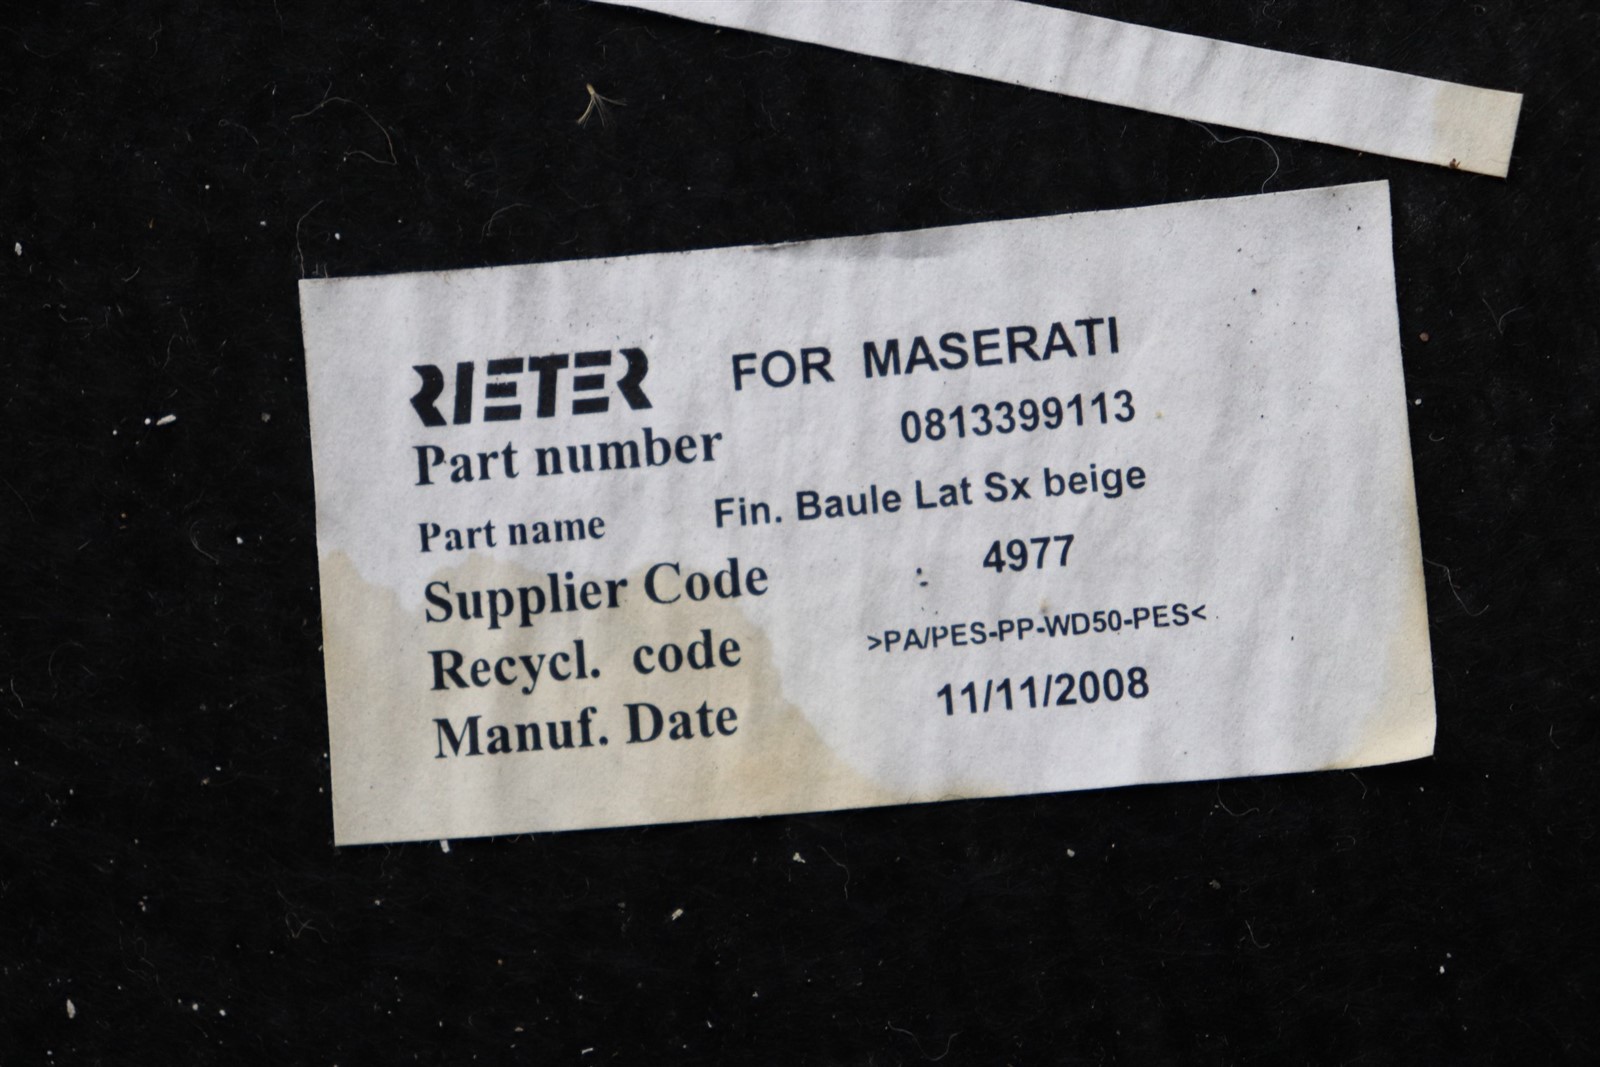 RIETER FOR MASERATI
Part number 0813399113
Part name Fin. Baule Lat Sx beige
Supplier Code : 4977
Recycl. code >PA/PES-PP-WD50-PES<
Manuf. Date 11/11/2008